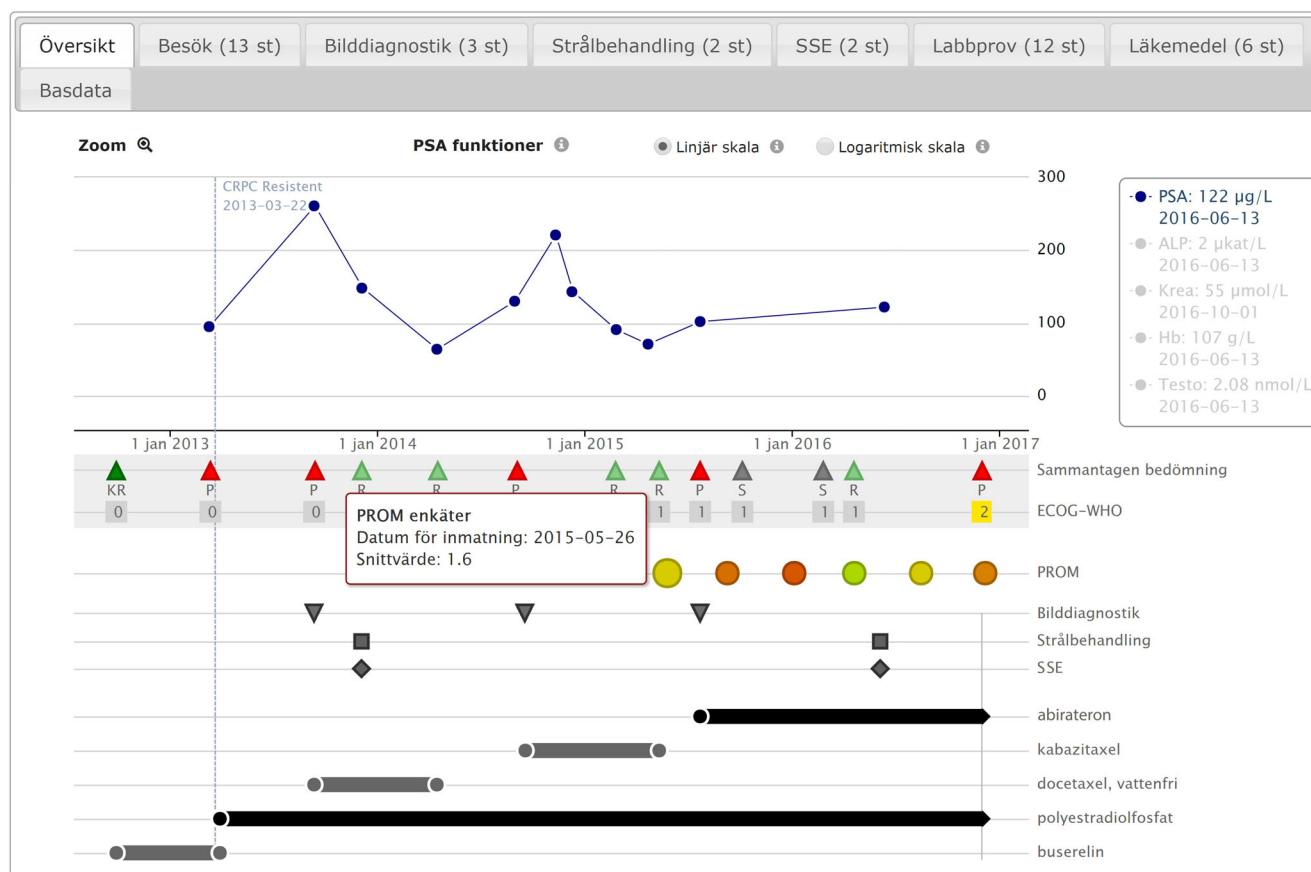 Översikt
Besök (13 st)
Bilddiagnostik (3 st)
Strålbehandling (2 st)
SSE (2 st)
Labbprov (12 st)
Läkemedel (6 st)
Basdata
Zoom
PSA funktioner
Linjär skala
Logaritmisk skala
CRPC Resistent
2013-03-22
300
200
100
0
PSA: 122 µg/L
2016-06-13
ALP: 2 µkat/L
2016-06-13
Krea: 55 µmol/L
2016-10-01
Hb: 107 g/L
2016-06-13
Testo: 2.08 nmol/L
2016-06-13
1 jan 2013
1 jan 2014
1 jan 2015
1 jan 2016
1 jan 2017
Sammantagen bedömning
KR P P R R P R R P S S R P
ECOG-WHO
0 0 0 1 1 1 1 1 2
PROM enkäter
Datum för inmatning: 2015-05-26
Snittvärde: 1.6
PROM
Bilddiagnostik
Strålbehandling
SSE
abirateron
kabazitaxel
docetaxel, vattenfri
polyestradiolfosfat
buserelin